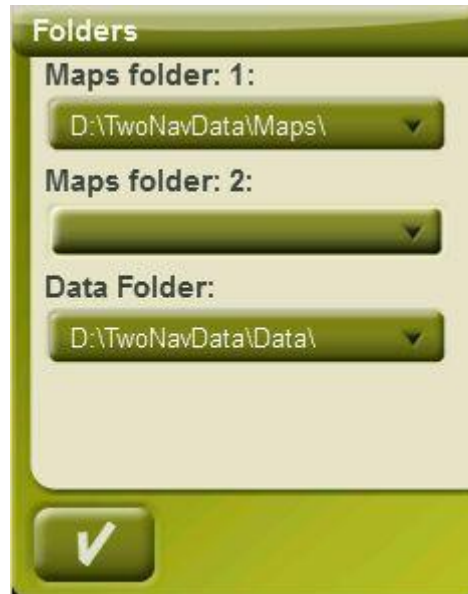 Folders
Maps folder: 1:
D:\TwoNavData\Maps\
Maps folder: 2:
Data Folder:
D:\TwoNavData\Data\